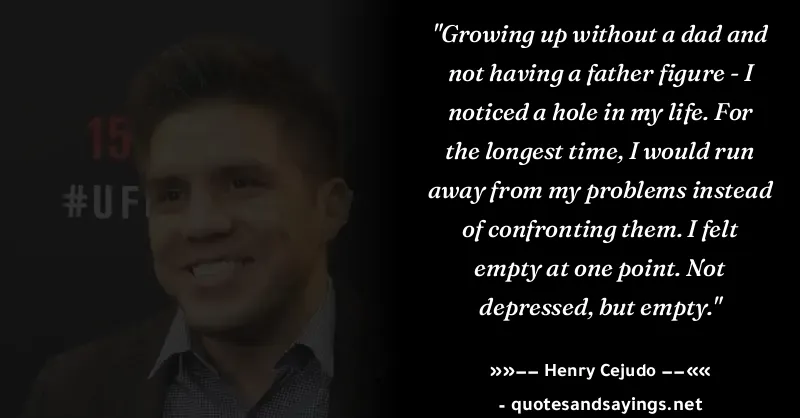 "Growing up without a dad and
not having a father figure - I
noticed a hole in my life. For
the longest time, I would run
away from my problems instead
of confronting them. I felt
empty at one point. Not
depressed, but empty."
»»−− Henry Cejudo −−««
- quotesandsayings.net
15
#UF